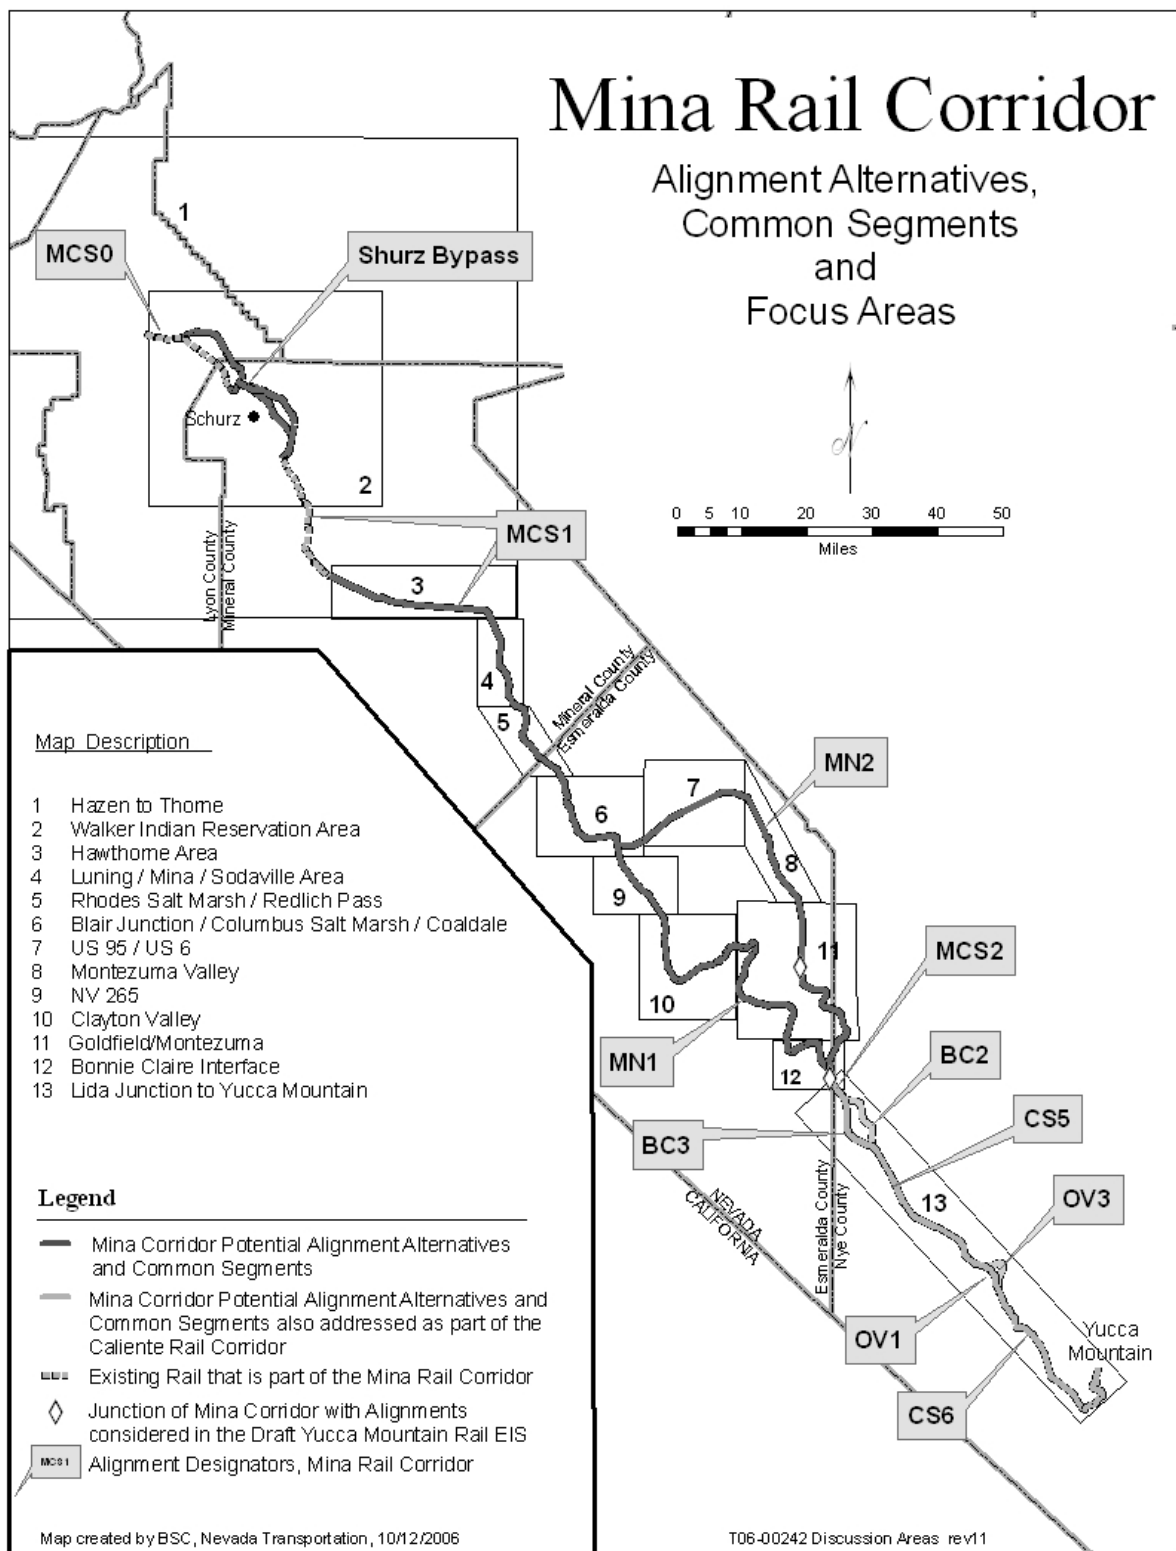 Mina Rail Corridor
Alignment Alternatives,
Common Segments
and
Focus Areas
1
MCS0
Shurz Bypass
Schurz
2
N
0 5 10 20 30 40 50
Miles
MCS1
3
Lyon County
Mineral County
4
5
Mineral County
Esmeralda County
MN2
7
6
8
9
11
MCS2
10
MN1
12
BC2
BC3
CS5
13
OV3
NEVADA
CALIFORNIA
Esmeralda County
Nye County
OV1
Yucca
Mountain
CS6
Map Description
1 Hazen to Thorne
2 Walker Indian Reservation Area
3 Hawthorne Area
4 Luning / Mina / Sodaville Area
5 Rhodes Salt Marsh / Redlich Pass
6 Blair Junction / Columbus Salt Marsh / Coaldale
7 US 95 / US 6
8 Montezuma Valley
9 NV 265
10 Clayton Valley
11 Goldfield/Montezuma
12 Bonnie Claire Interface
13 Lida Junction to Yucca Mountain
Legend
Mina Corridor Potential Alignment Alternatives
and Common Segments
Mina Corridor Potential Alignment Alternatives and
Common Segments also addressed as part of the
Caliente Rail Corridor
Existing Rail that is part of the Mina Rail Corridor
Junction of Mina Corridor with Alignments
considered in the Draft Yucca Mountain Rail EIS
MCS1 Alignment Designators, Mina Rail Corridor
Map created by BSC, Nevada Transportation, 10/12/2006
T06-00242 Discussion Areas rev11